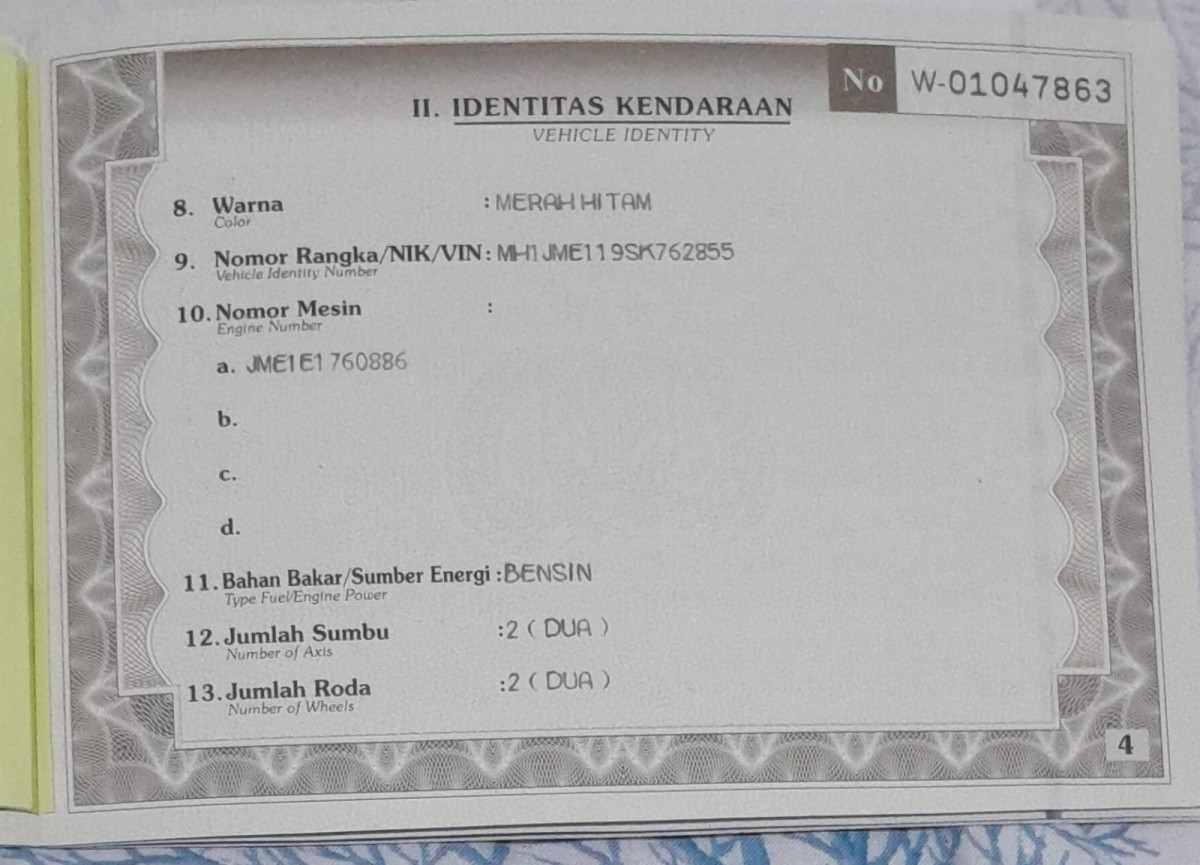 No W-01047863
II. IDENTITAS KENDARAAN
VEHICLE IDENTITY
8. Warna : MERAH HITAM
Color
9. Nomor Rangka/NIK/VIN : MH1JME119SK762855
Vehicle Identity Number
10. Nomor Mesin :
Engine Number
a. JME1E1760886
b.
c.
d.
11. Bahan Bakar/Sumber Energi : BENSIN
Type Fuel/Engine Power
12. Jumlah Sumbu : 2 ( DUA )
Number of Axis
13. Jumlah Roda : 2 ( DUA )
Number of Wheels
4